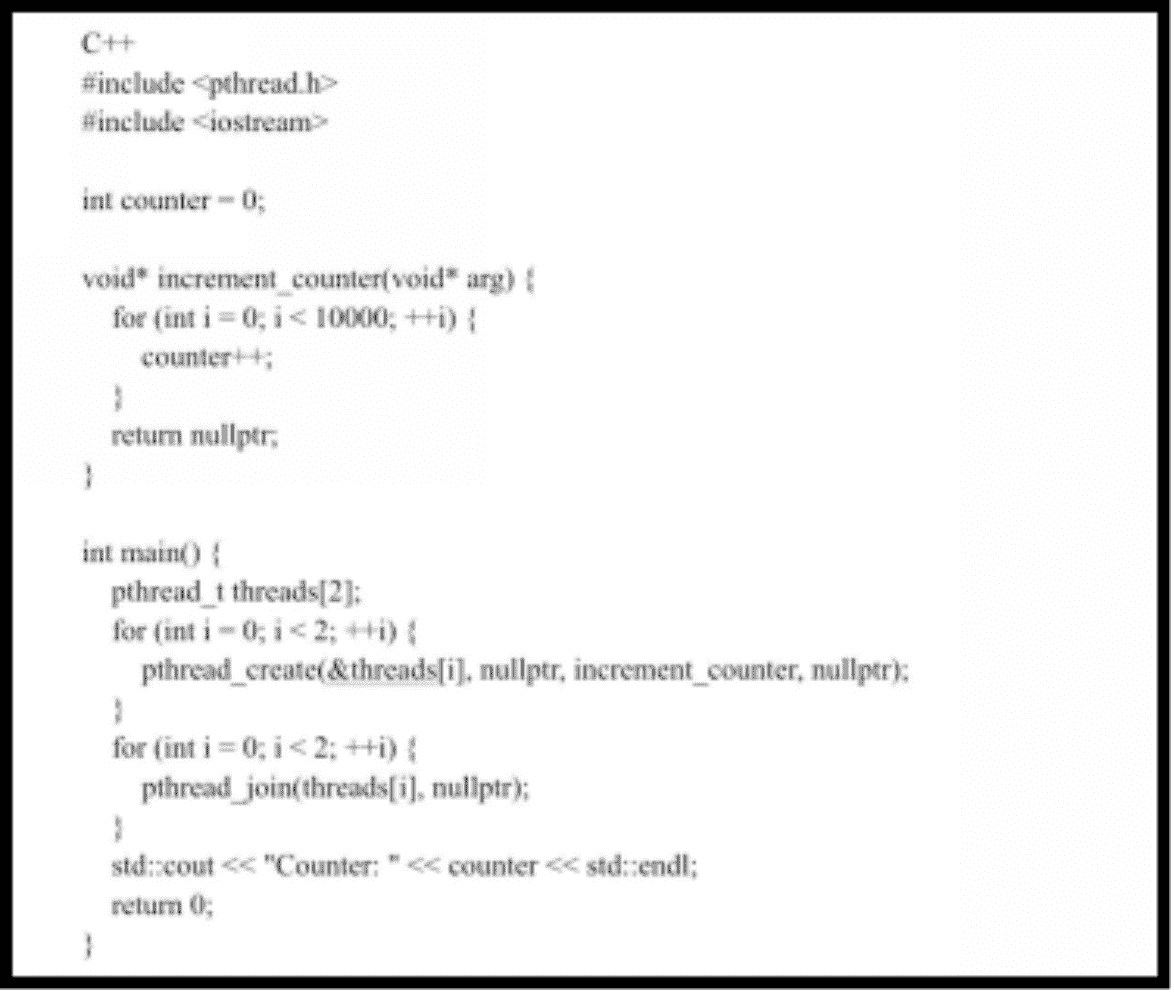 C++
#include <pthread.h>
#include <iostream>
int counter = 0;
void* increment_counter(void* arg) {
for (int i = 0; i < 10000; ++i) {
counter++;
}
return nullptr;
}
int main() {
pthread_t threads[2];
for (int i = 0; i < 2; ++i) {
pthread_create(&threads[i], nullptr, increment_counter, nullptr);
}
for (int i = 0; i < 2; ++i) {
pthread_join(threads[i], nullptr);
}
std::cout << "Counter: " << counter << std::endl;
return 0;
}